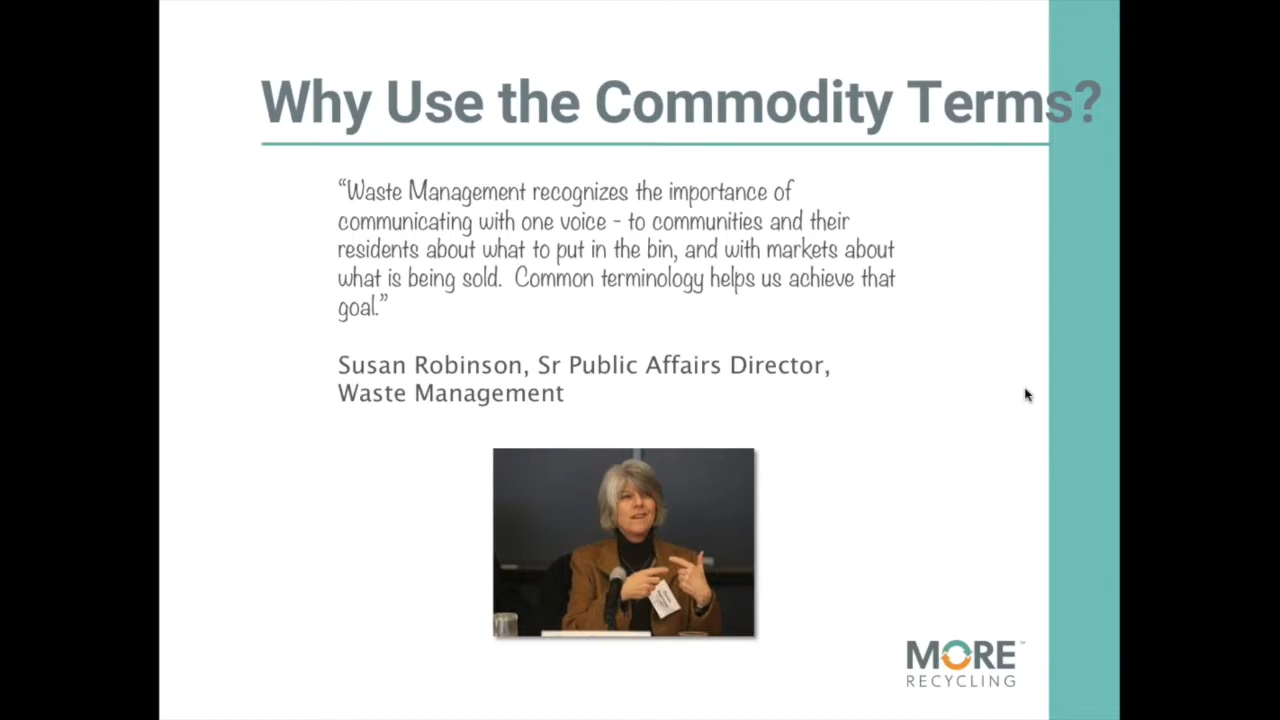 Why Use the Commodity Terms?
“Waste Management recognizes the importance of
communicating with one voice - to communities and their
residents about what to put in the bin, and with markets about
what is being sold.  Common terminology helps us achieve that
goal.”
Susan Robinson, Sr Public Affairs Director,
Waste Management
MORE™
RECYCLING